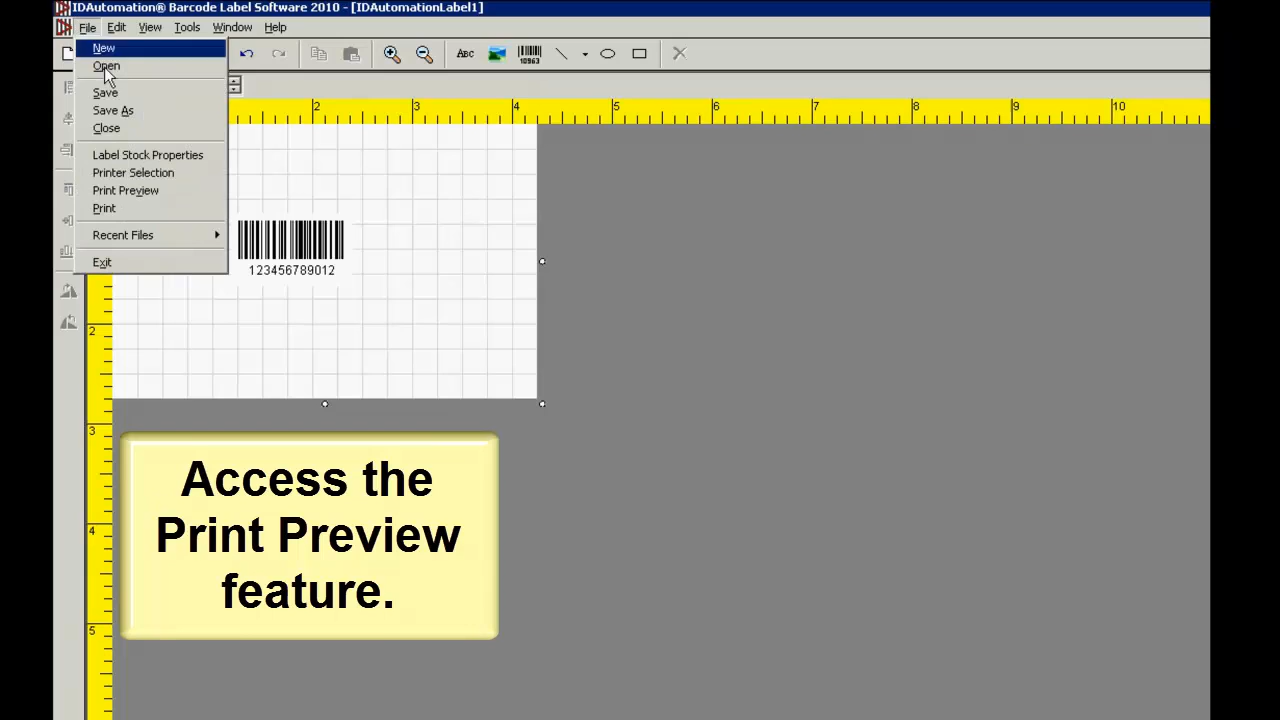 IDAutomation® Barcode Label Software 2010 - [IDAutomationLabel1]
File Edit View Tools Window Help
New
Open
Save
Save As
Close
Label Stock Properties
Printer Selection
Print Preview
Print
Recent Files
Exit
ABC
10963
2 3 4 5 6 7 8 9 10
123456789012
2
3
4
5
Access the
Print Preview
feature.